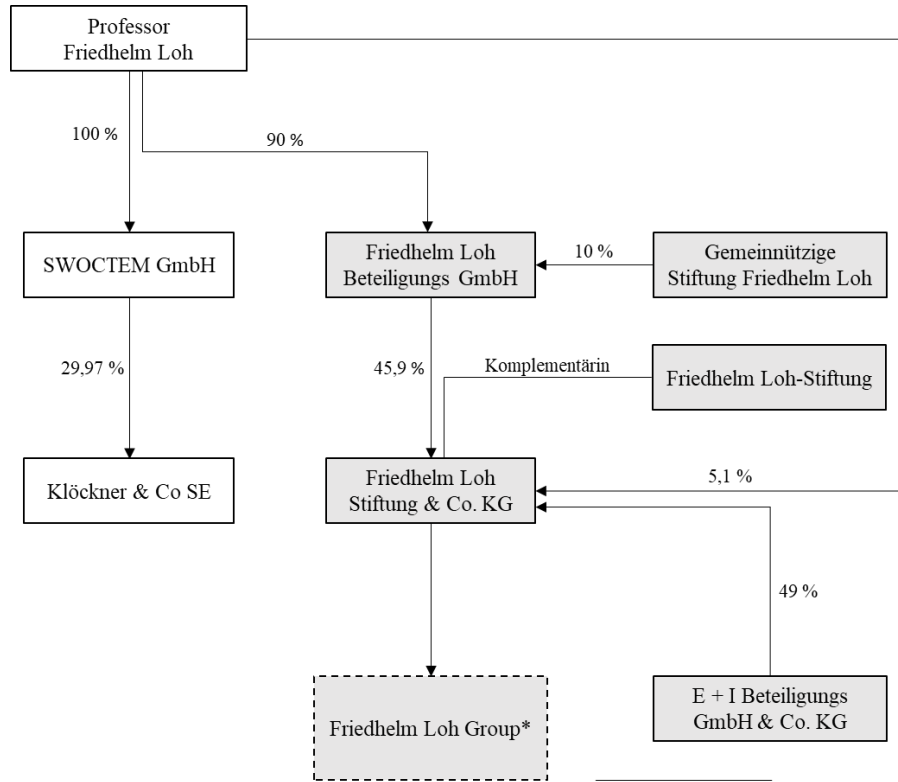 Professor
Friedhelm Loh
100 %
90 %
SWOCTEM GmbH
Friedhelm Loh
Beteiligungs GmbH
10 %
Gemeinnützige
Stiftung Friedhelm Loh
29,97 %
45,9 %
Komplementärin
Friedhelm Loh-Stiftung
Klöckner & Co SE
Friedhelm Loh
Stiftung & Co. KG
5,1 %
49 %
Friedhelm Loh Group*
E + I Beteiligungs
GmbH & Co. KG